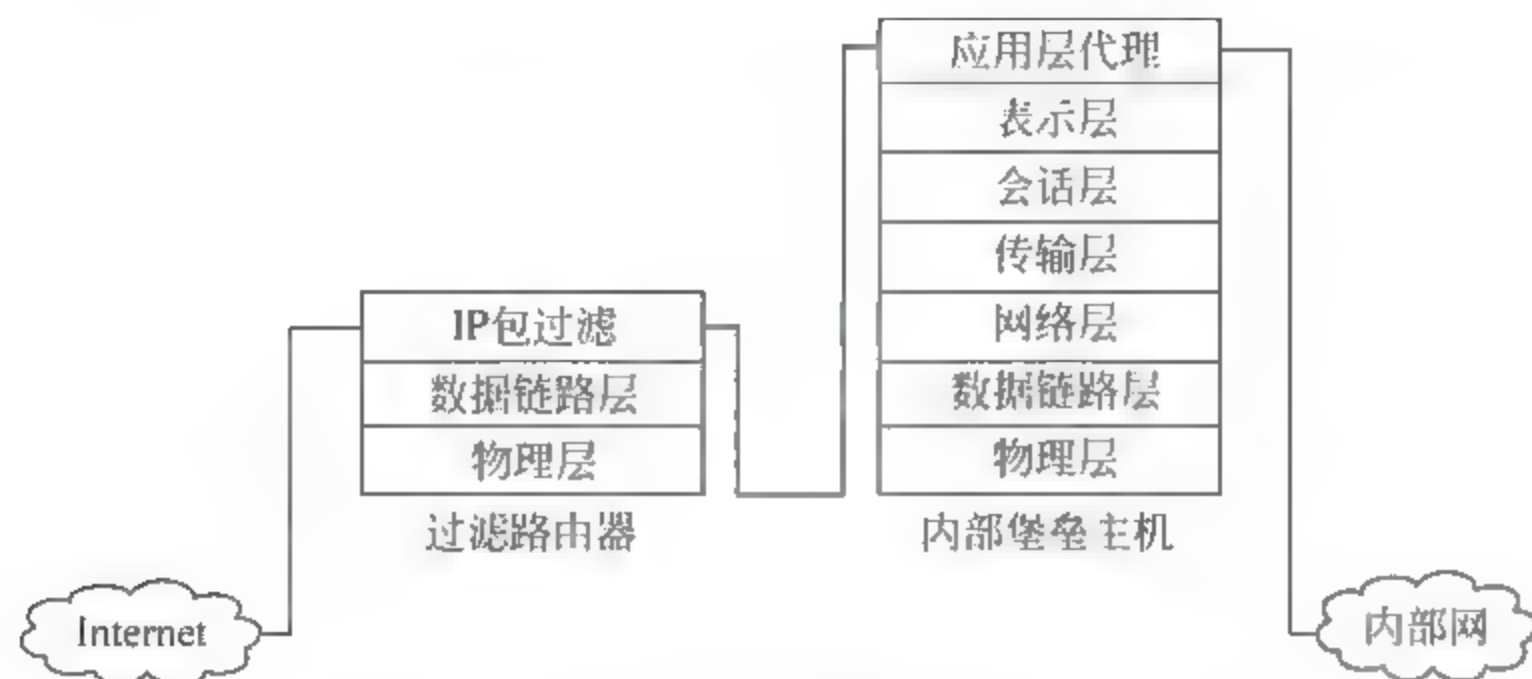 应用层代理
表示层
会话层
传输层
网络层
数据链路层
物理层
内部堡垒主机
IP包过滤
数据链路层
物理层
过滤路由器
Internet
内部网